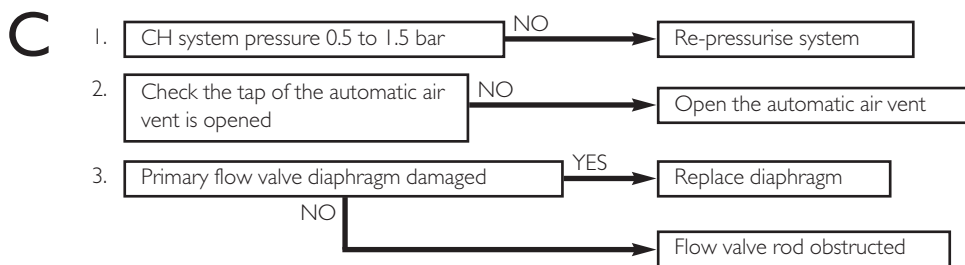 C
1. CH system pressure 0.5 to 1.5 bar NO Re-pressurise system
2. Check the tap of the automatic air NO Open the automatic air vent
vent is opened
3. Primary flow valve diaphragm damaged YES Replace diaphragm
NO
Flow valve rod obstructed